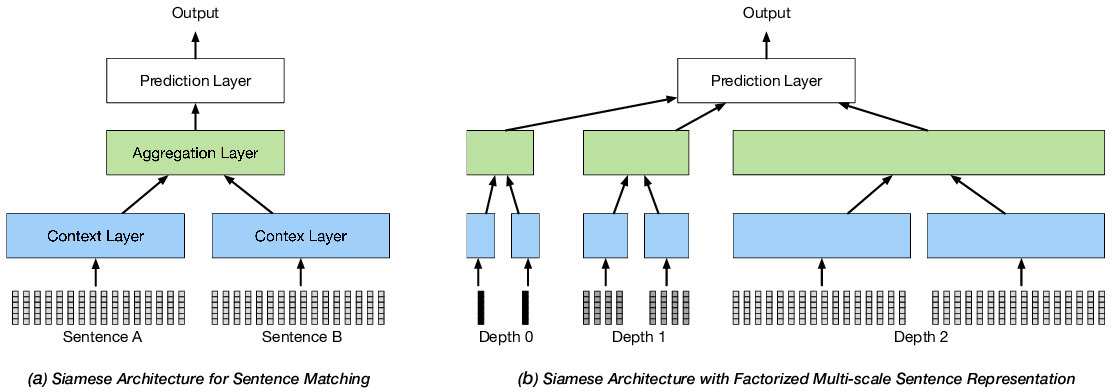 Output
Prediction Layer
Aggregation Layer
Context Layer
Contex Layer
Sentence A
Sentence B
(a) Siamese Architecture for Sentence Matching
Output
Prediction Layer
Depth 0
Depth 1
Depth 2
(b) Siamese Architecture with Factorized Multi-scale Sentence Representation